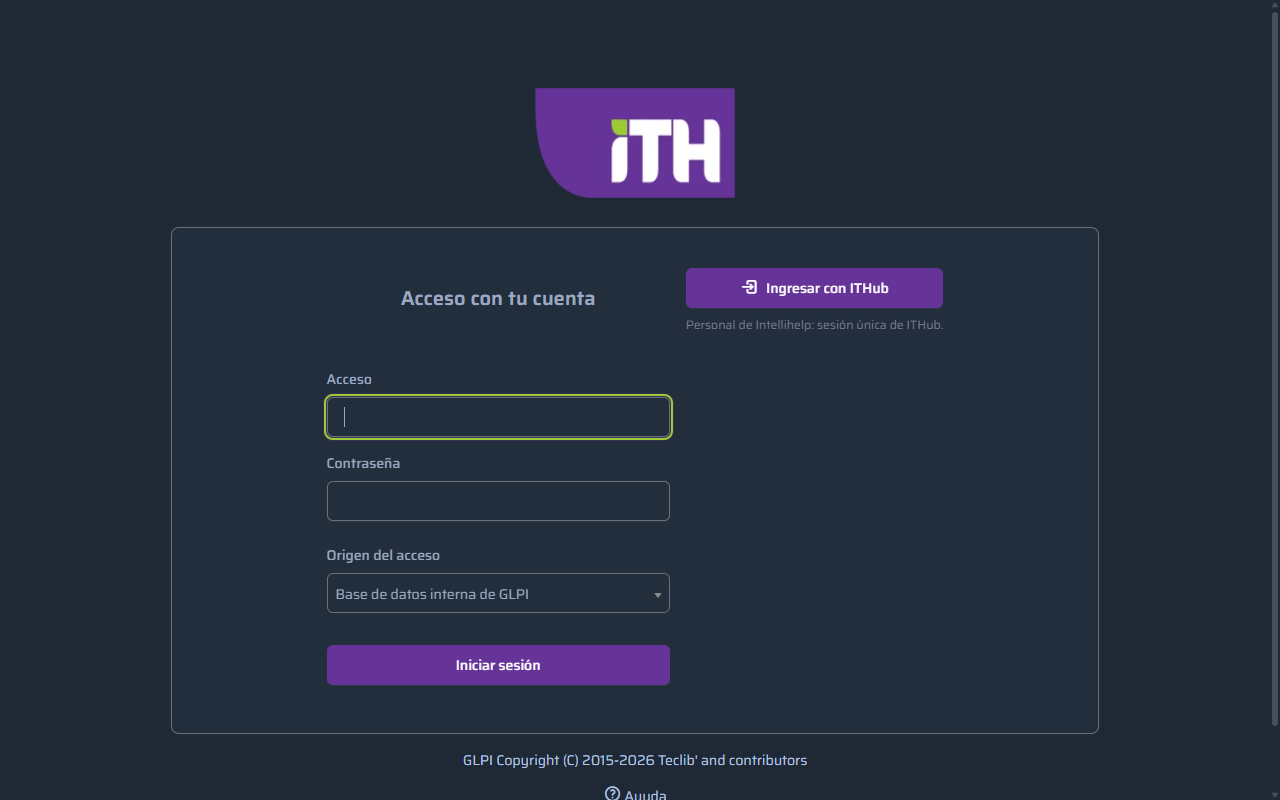 iTH
Acceso con tu cuenta
Ingresar con ITHub
Personal de Intellihelp: sesión única de ITHub.
Acceso
Contraseña
Origen del acceso
Base de datos interna de GLPI
Iniciar sesión
GLPI Copyright (C) 2015-2026 Teclib' and contributors
Ayuda